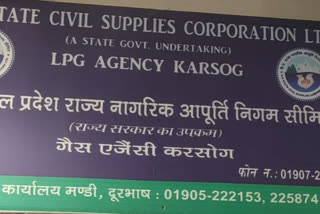 STATE CIVIL SUPPLIES CORPORATION LT
(A STATE GOVT. UNDERTAKING)
LPG AGENCY KARSOG
ल प्रदेश राज्य नागरिक आपूर्ति निगम सीमि
(राज्य सरकार का उपक्रम)
गैस एजैंसी करसोग
फोन नं.: 01907-2
कार्यालय मण्डी, दूरभाष : 01905-222153, 225874